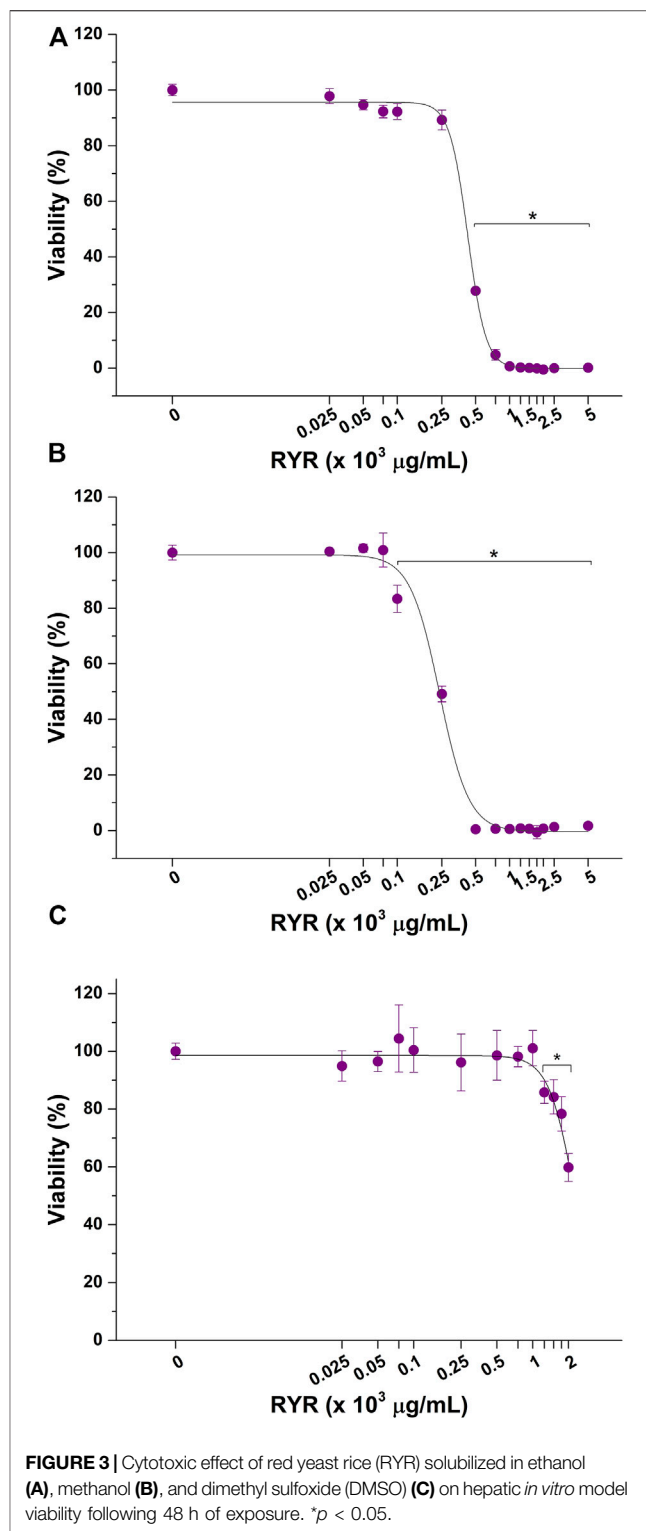 A
120
100
80
60
40
20
0
Viability (%)
*
0 0.025 0.05 0.1 0.25 0.5 1 1.5 2.5 5
RYR (x 10³ µg/mL)
B
120
100
80
60
40
20
0
Viability (%)
*
0 0.025 0.05 0.1 0.25 0.5 1 1.5 2.5 5
RYR (x 10³ µg/mL)
C
120
100
80
60
40
20
0
Viability (%)
*
0 0.025 0.05 0.1 0.25 0.5 1 2
RYR (x 10³ µg/mL)
FIGURE 3 | Cytotoxic effect of red yeast rice (RYR) solubilized in ethanol
(A), methanol (B), and dimethyl sulfoxide (DMSO) (C) on hepatic in vitro model
viability following 48 h of exposure. *p < 0.05.